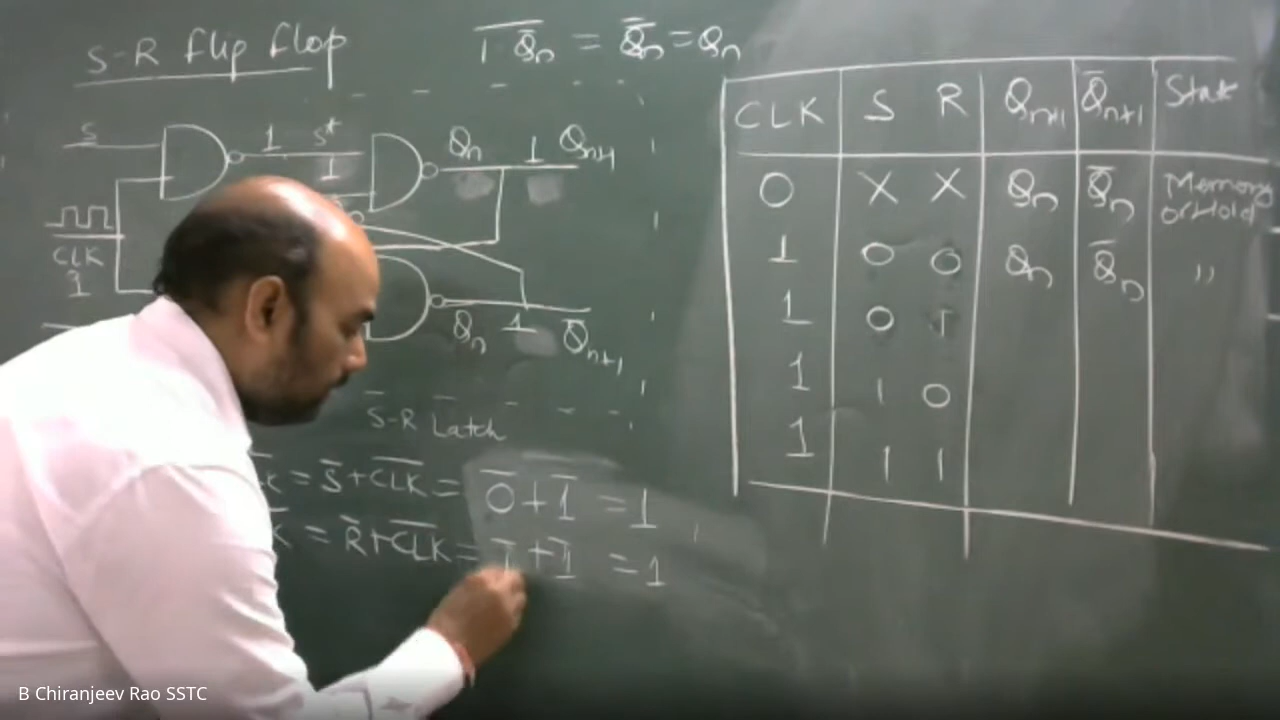 S-R Flip Flop
1 Q̅n = Q̿n = Qn
S 1 S* Qn 1 Qn+1
1
CLK
1
Qn 1 Q̅n+1
S̅-R̅ Latch
= S̅ + C̅L̅K̅ = 0̅ + 1̅ = 1
= R̅ + C̅L̅K̅ = 1̅ + 1̅ = 1
CLK S R Qn+1 Q̅n+1 State
0 X X Qn Q̅n Memory or Hold
1 0 0 Qn Q̅n "
1 0 1
1 1 0
1 1 1
B Chiranjeev Rao SSTC